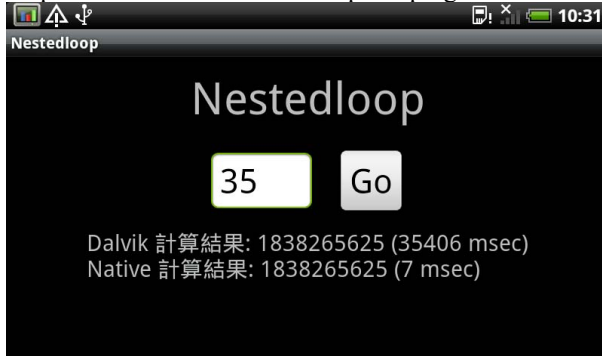 10:31
Nestedloop
Nestedloop
35 Go
Dalvik 計算結果: 1838265625 (35406 msec)
Native 計算結果: 1838265625 (7 msec)